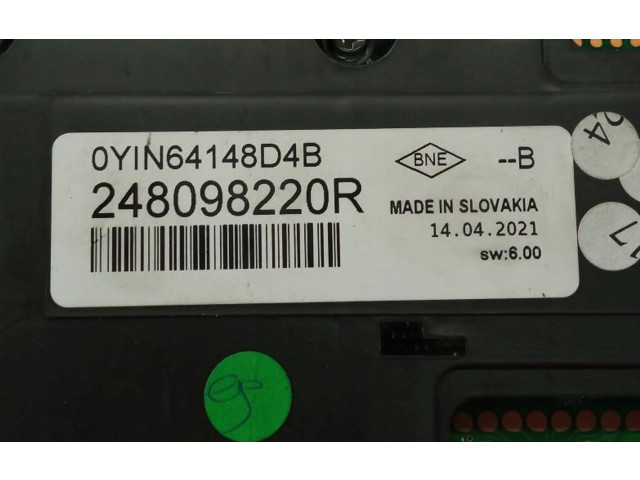 0YIN64148D4B
248098220R
BNE
--B
MADE IN SLOVAKIA
14.04.2021
sw:6.00